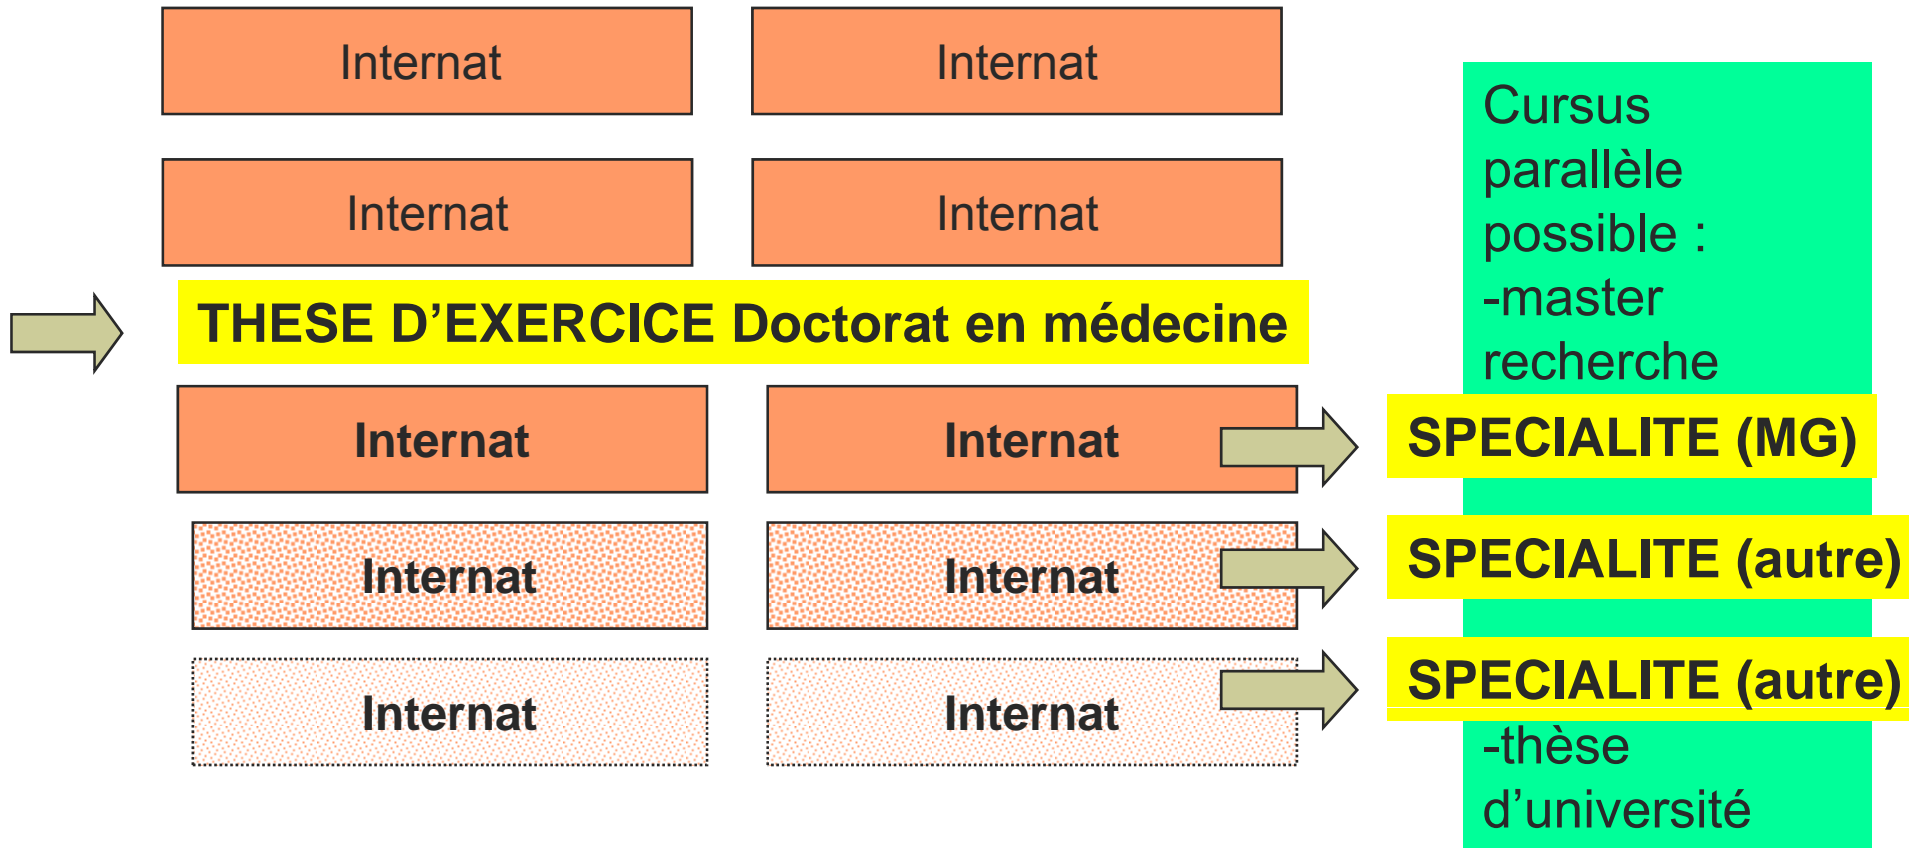 Internat
Internat
Internat
Internat
THESE D’EXERCICE Doctorat en médecine
Internat
Internat
Internat
Internat
Internat
Internat
Cursus
parallèle
possible :
-master
recherche
SPECIALITE (MG)
SPECIALITE (autre)
SPECIALITE (autre)
-thèse
d’université